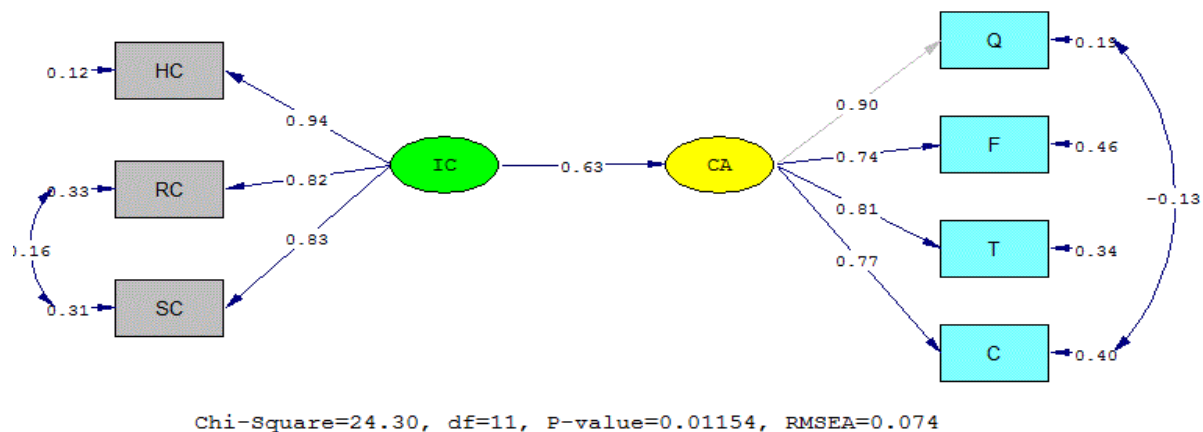 Q
0.19
HC
0.12
0.94
0.90
F
0.46
0.74
IC
0.63
CA
RC
0.33
0.82
-0.13
0.81
0.83
T
0.34
0.16
0.77
SC
0.31
C
0.40
Chi-Square=24.30, df=11, P-value=0.01154, RMSEA=0.074